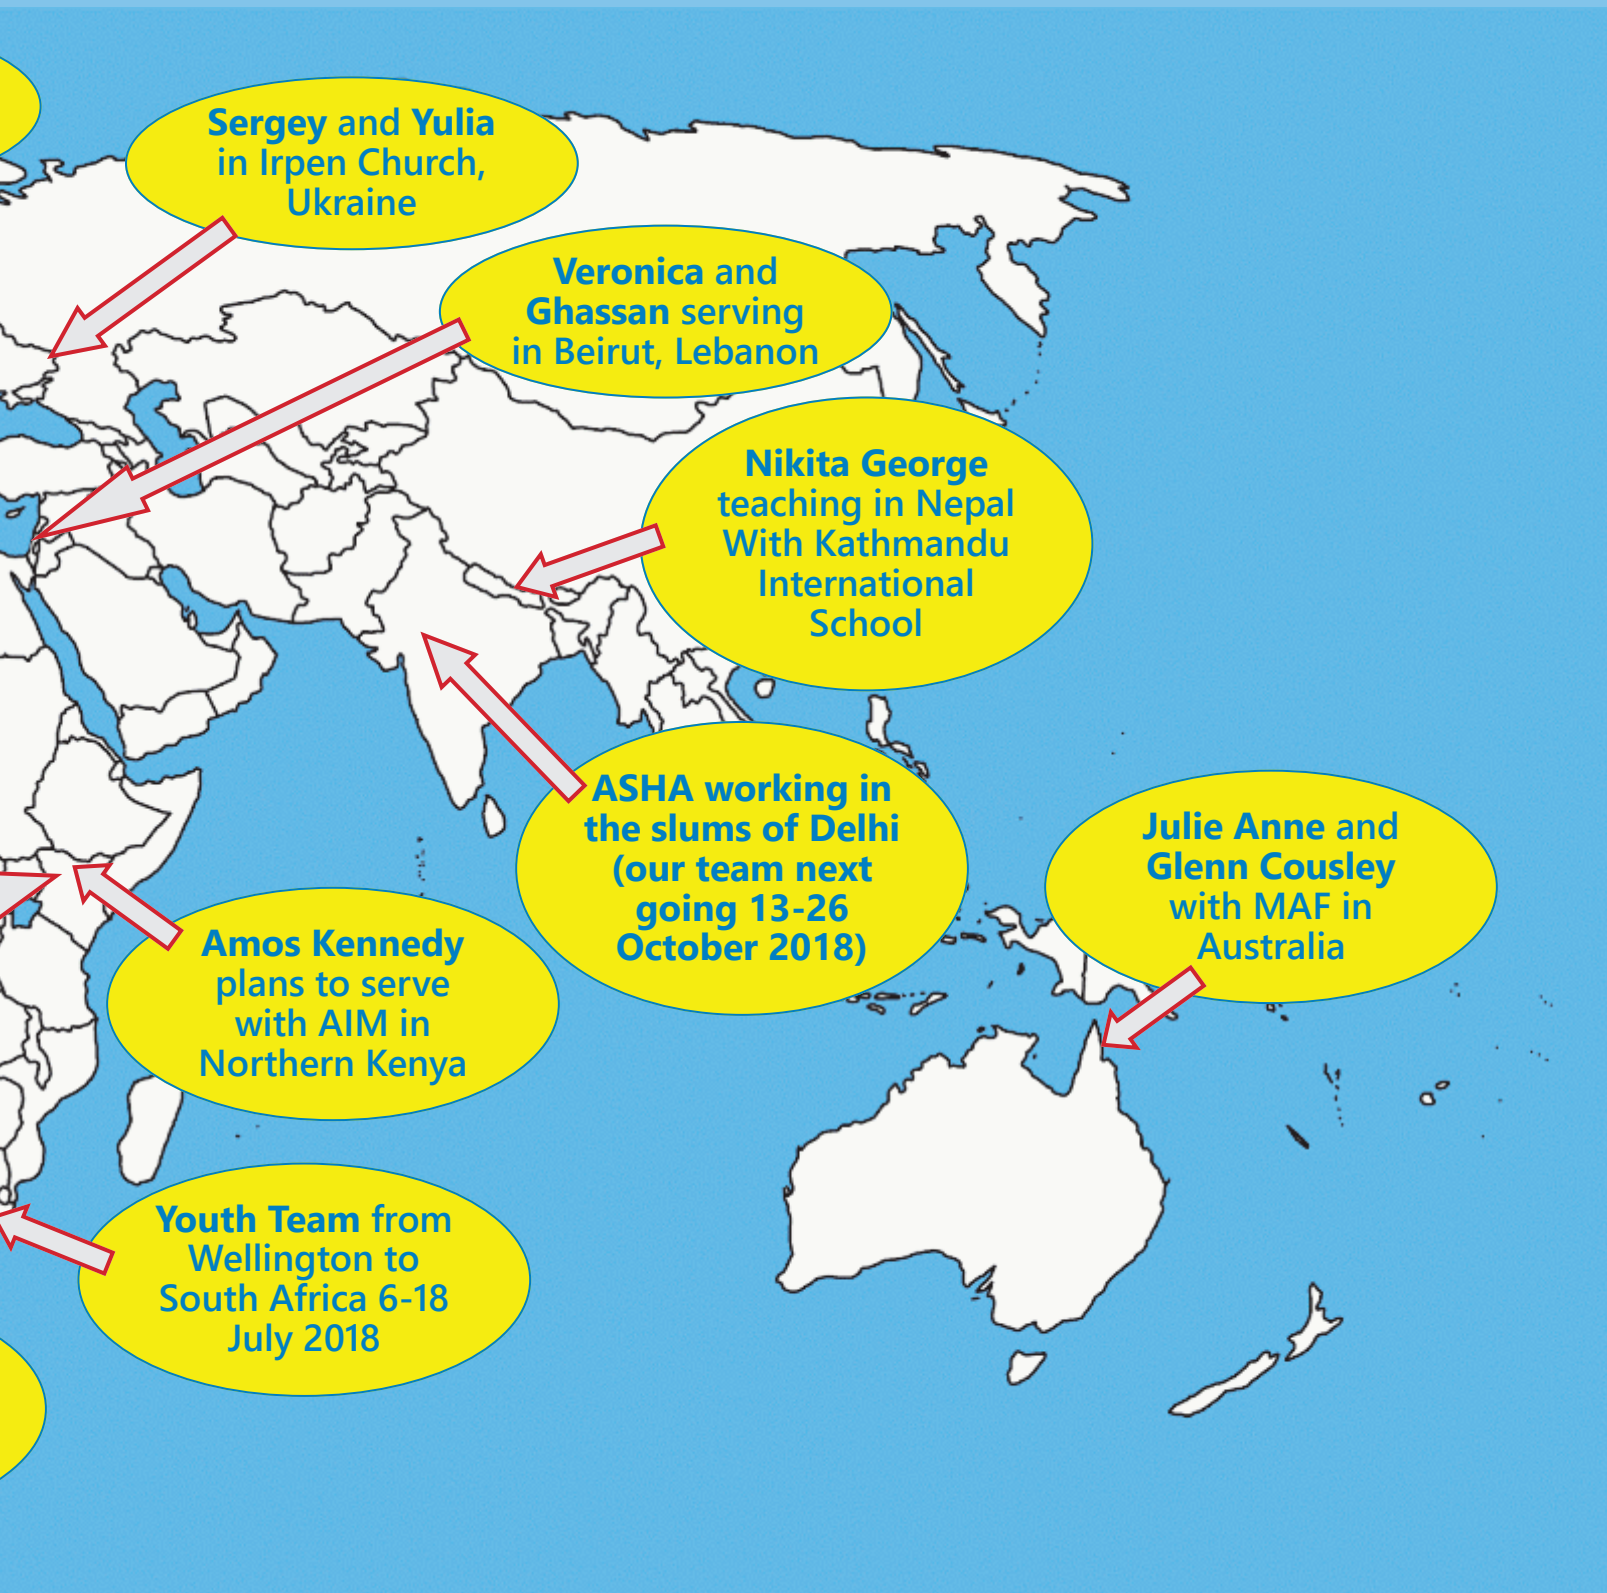 Sergey and Yulia
in Irpen Church,
Ukraine
Veronica and
Ghassan serving
in Beirut, Lebanon
Nikita George
teaching in Nepal
With Kathmandu
International
School
ASHA working in
the slums of Delhi
(our team next
going 13-26
October 2018)
Julie Anne and
Glenn Cousley
with MAF in
Australia
Amos Kennedy
plans to serve
with AIM in
Northern Kenya
Youth Team from
Wellington to
South Africa 6-18
July 2018